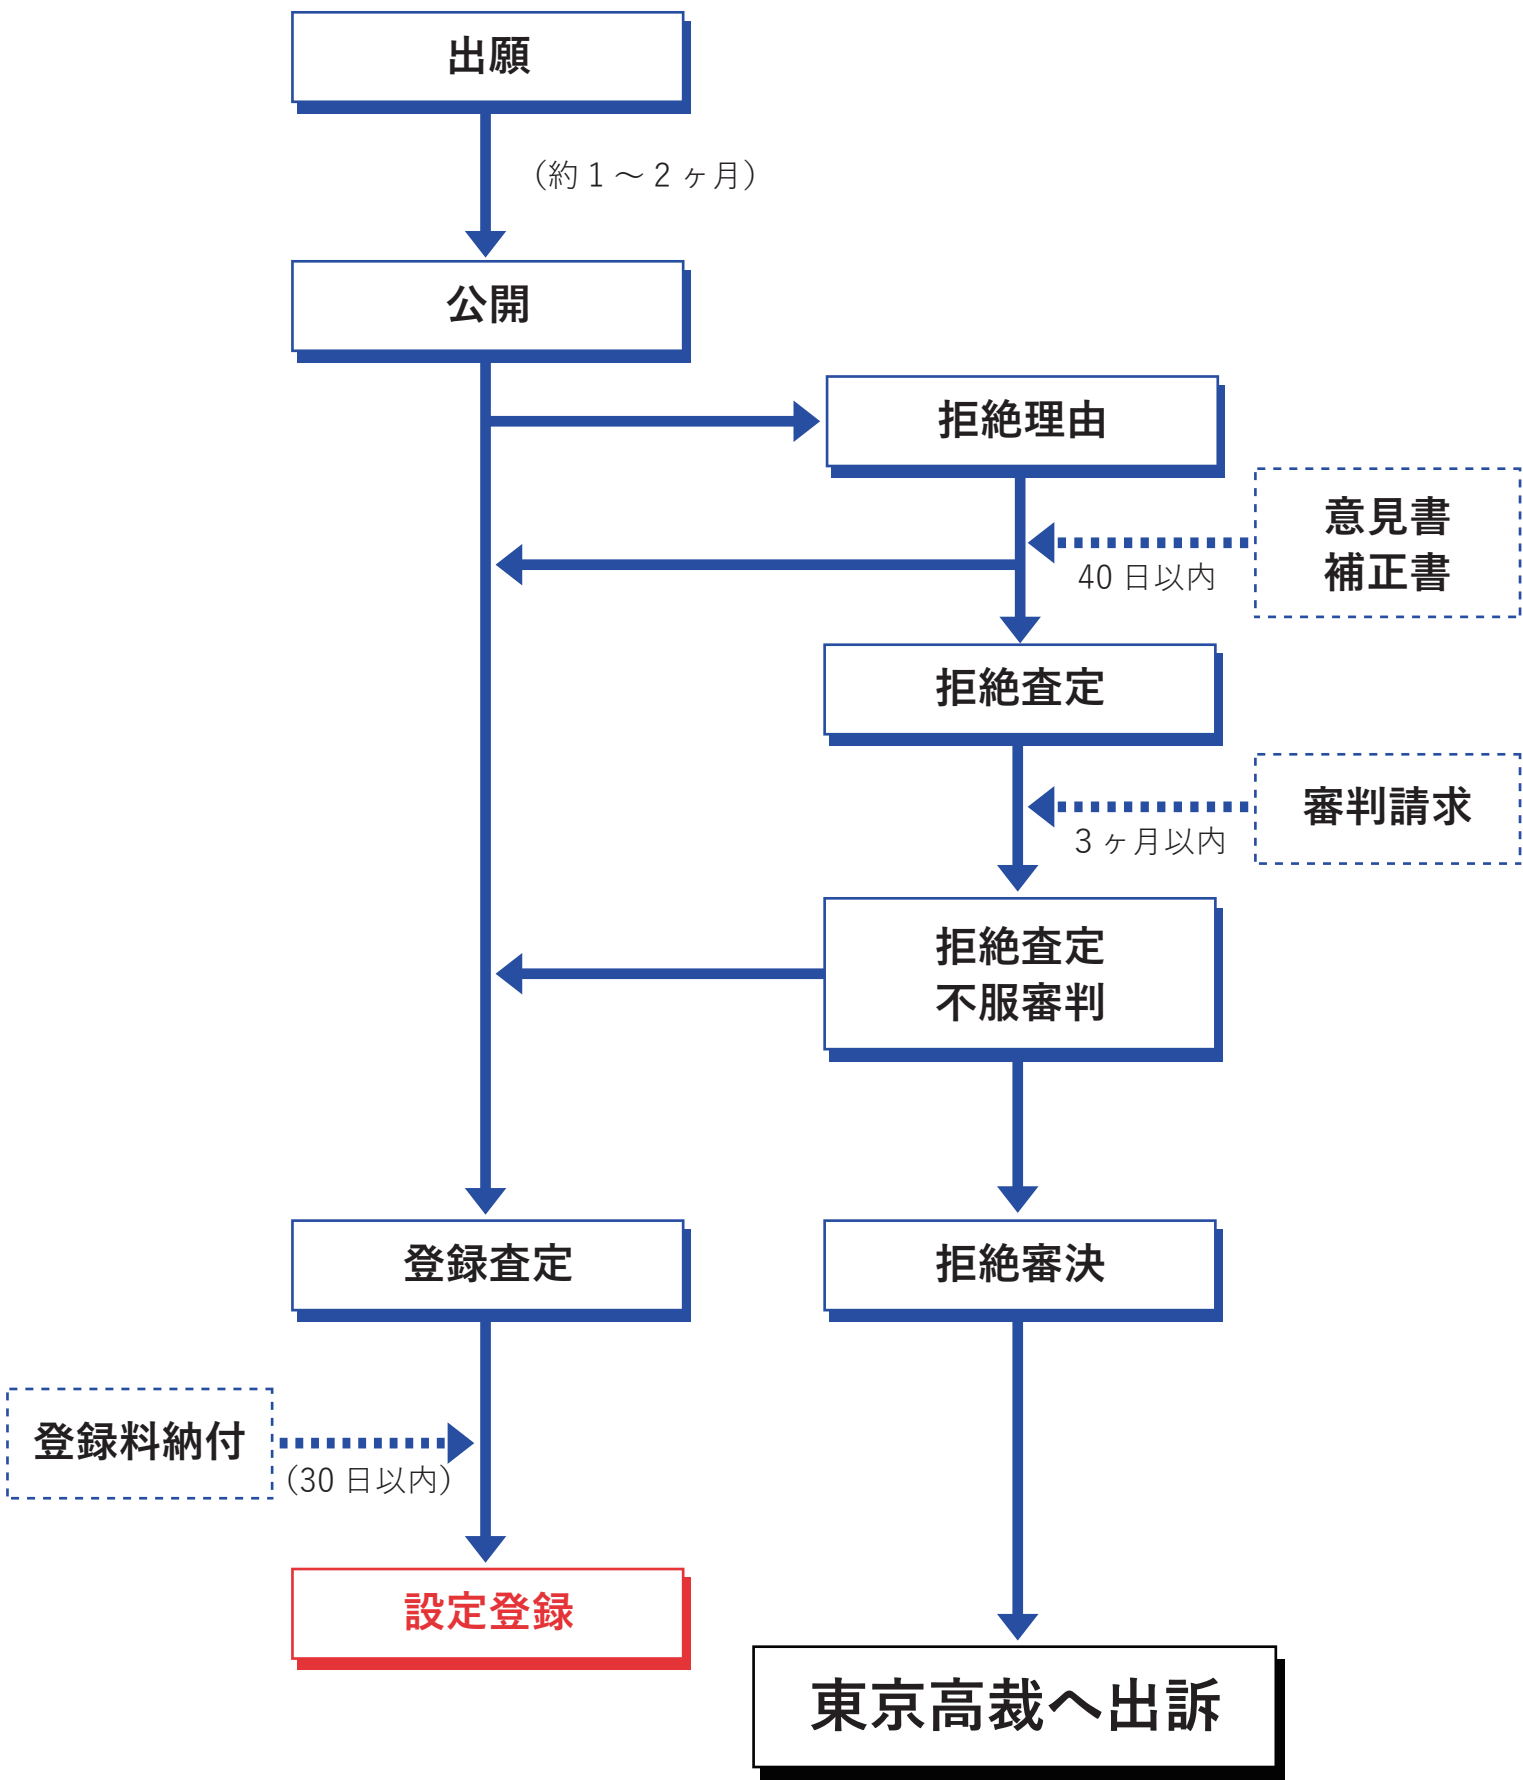 出願
（約１～２ヶ月）
公開
拒絶理由
意見書
補正書
40日以内
拒絶査定
審判請求
３ヶ月以内
拒絶査定
不服審判
登録査定
拒絶審決
登録料納付
（30日以内）
設定登録
東京高裁へ出訴